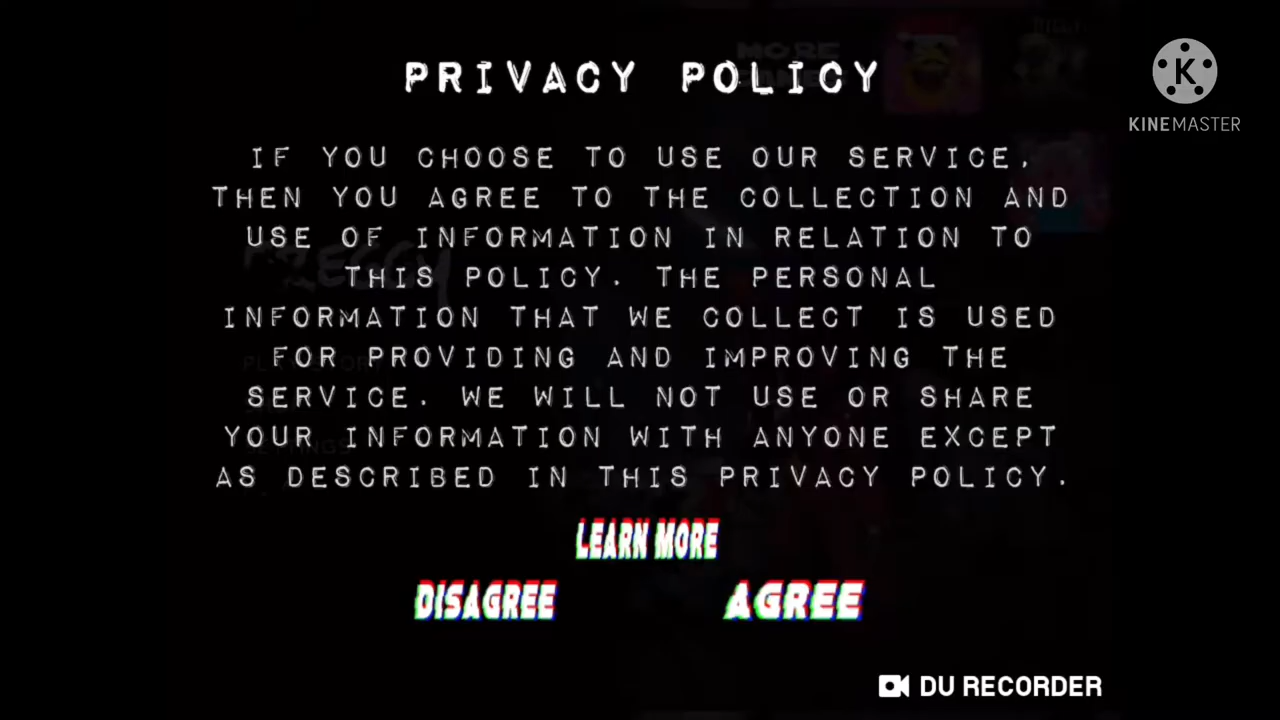 MORE
PRIVACY POLICY
KINEMASTER
IF YOU CHOOSE TO USE OUR SERVICE,
THEN YOU AGREE TO THE COLLECTION AND
USE OF INFORMATION IN RELATION TO
THIS POLICY. THE PERSONAL
INFORMATION THAT WE COLLECT IS USED
FOR PROVIDING AND IMPROVING THE
SERVICE. WE WILL NOT USE OR SHARE
YOUR INFORMATION WITH ANYONE EXCEPT
AS DESCRIBED IN THIS PRIVACY POLICY.
LEARN MORE
DISAGREE AGREE
DU RECORDER